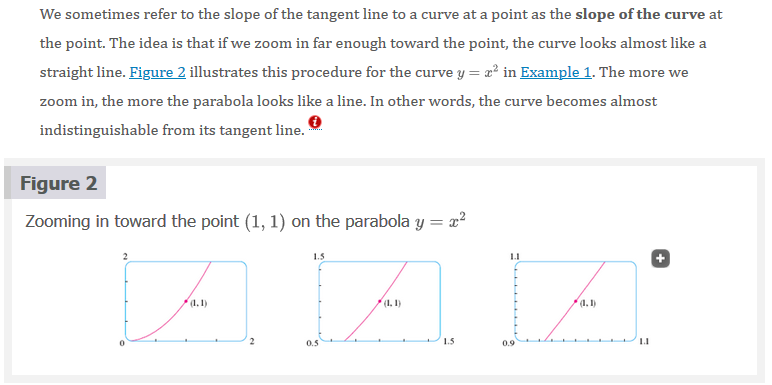 We sometimes refer to the slope of the tangent line to a curve at a point as the slope of the curve at
the point. The idea is that if we zoom in far enough toward the point, the curve looks almost like a
straight line. Figure 2 illustrates this procedure for the curve y = x² in Example 1. The more we
zoom in, the more the parabola looks like a line. In other words, the curve becomes almost
indistinguishable from its tangent line. i
Figure 2
Zooming in toward the point (1, 1) on the parabola y = x²
2
(1, 1)
0
2
1.5
(1, 1)
0.5
1.5
1.1
(1, 1)
0.9
1.1
+